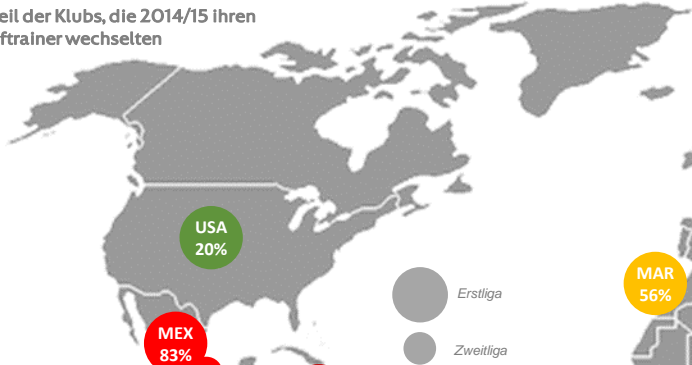 eil der Klubs, die 2014/15 ihren
ftrainer wechselten
USA
20%
MAR
56%
Erstliga
MEX
83%
Zweitliga